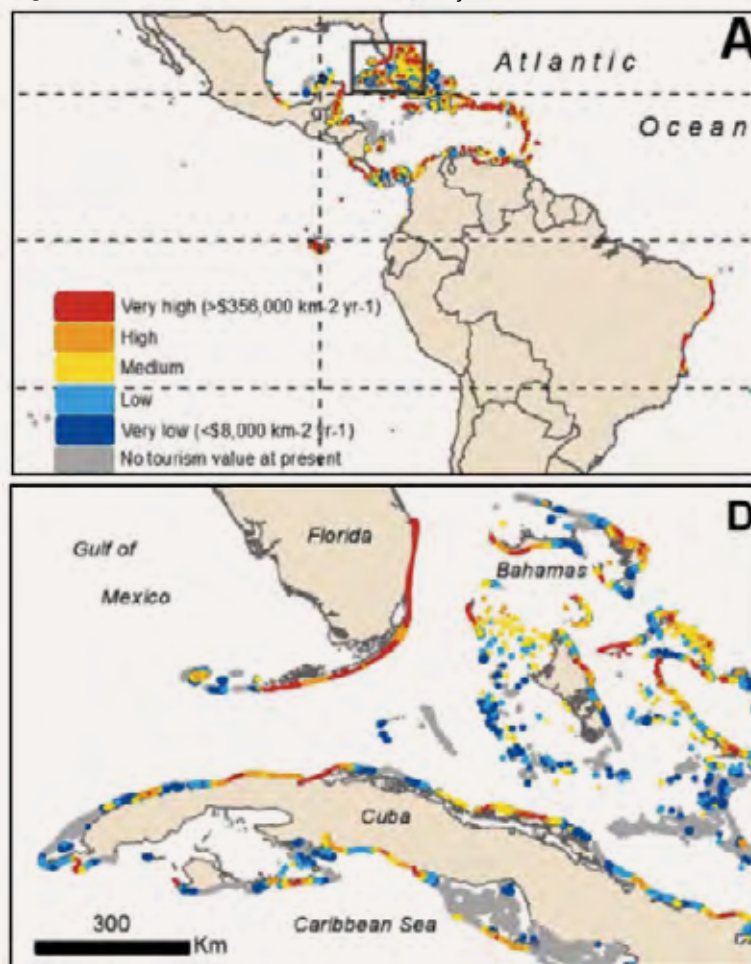 A
Atlantic
Ocean
Very high (>$356,000 km-2 yr-1)
High
Medium
Low
Very low (<$8,000 km-2 yr-1)
No tourism value at present
D
Florida
Gulf of
Mexico
Bahamas
Cuba
300
Km
Caribbean Sea